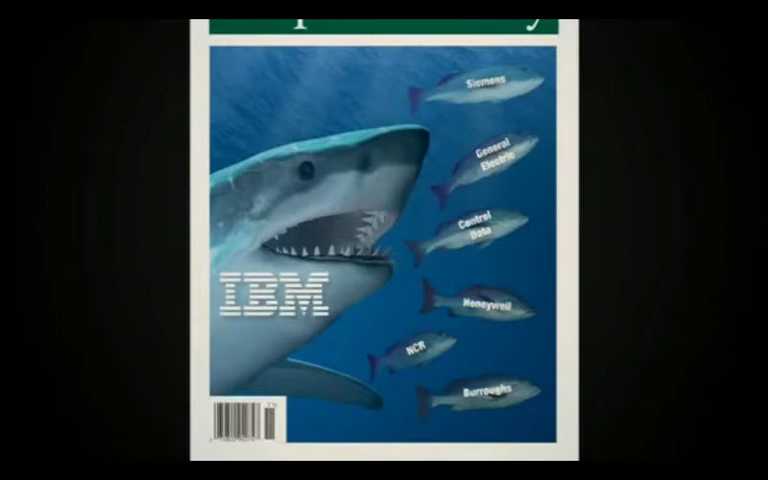 Siemens
General
Electric
Control
Data
IBM
Honeywell
NCR
Burroughs